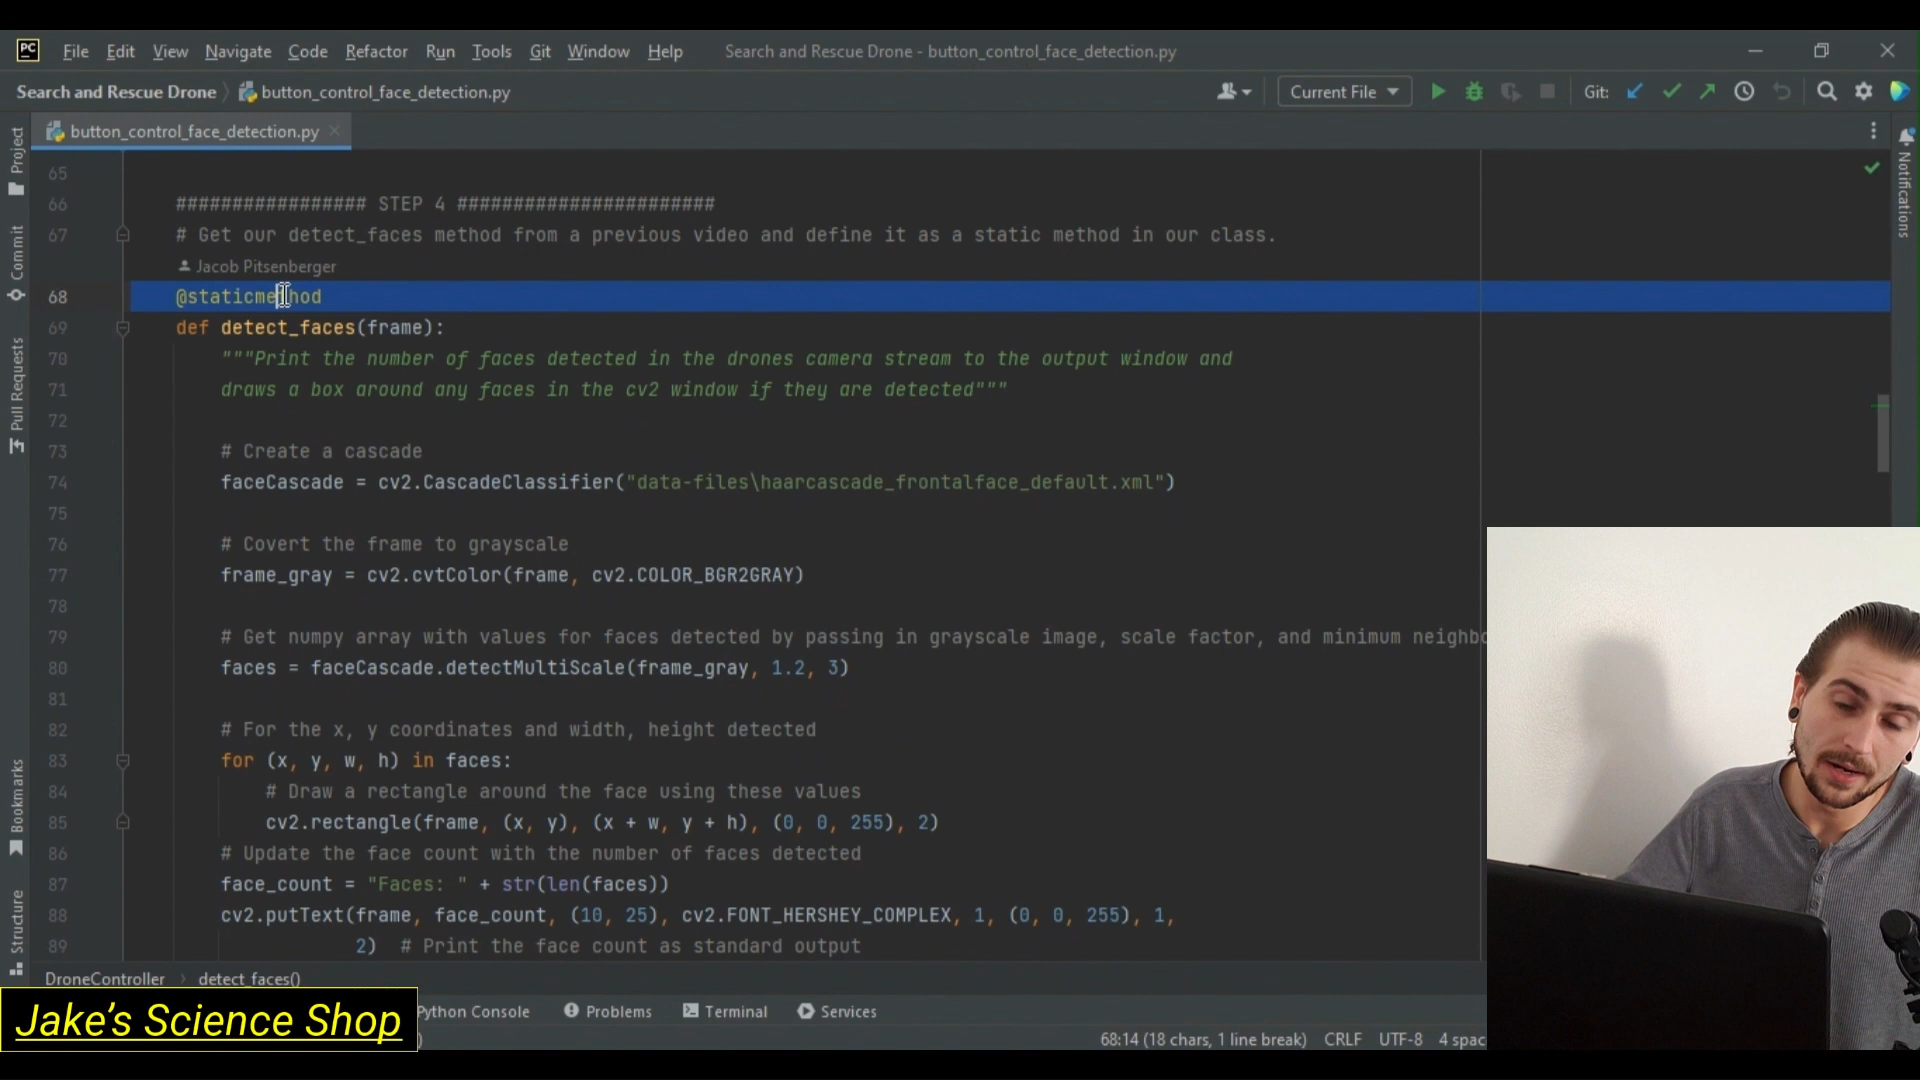 PC File Edit View Navigate Code Refactor Run Tools Git Window Help Search and Rescue Drone - button_control_face_detection.py
Search and Rescue Drone button_control_face_detection.py Current File Git:
button_control_face_detection.py
Project
Commit
Pull Requests
Bookmarks
Structure
Notifications
65
66 ################# STEP 4 #######################
67 # Get our detect_faces method from a previous video and define it as a static method in our class.
Jacob Pitsenberger
68 @staticmethod
69 def detect_faces(frame):
70 """Print the number of faces detected in the drones camera stream to the output window and
71 draws a box around any faces in the cv2 window if they are detected"""
72
73 # Create a cascade
74 faceCascade = cv2.CascadeClassifier("data-files\haarcascade_frontalface_default.xml")
75
76 # Covert the frame to grayscale
77 frame_gray = cv2.cvtColor(frame, cv2.COLOR_BGR2GRAY)
78
79 # Get numpy array with values for faces detected by passing in grayscale image, scale factor, and minimum neighbo
80 faces = faceCascade.detectMultiScale(frame_gray, 1.2, 3)
81
82 # For the x, y coordinates and width, height detected
83 for (x, y, w, h) in faces:
84 # Draw a rectangle around the face using these values
85 cv2.rectangle(frame, (x, y), (x + w, y + h), (0, 0, 255), 2)
86 # Update the face count with the number of faces detected
87 face_count = "Faces: " + str(len(faces))
88 cv2.putText(frame, face_count, (10, 25), cv2.FONT_HERSHEY_COMPLEX, 1, (0, 0, 255), 1,
89 2) # Print the face count as standard output
DroneController detect_faces()
Jake's Science Shop
Python Console Problems Terminal Services
68:14 (18 chars, 1 line break) CRLF UTF-8 4 spac